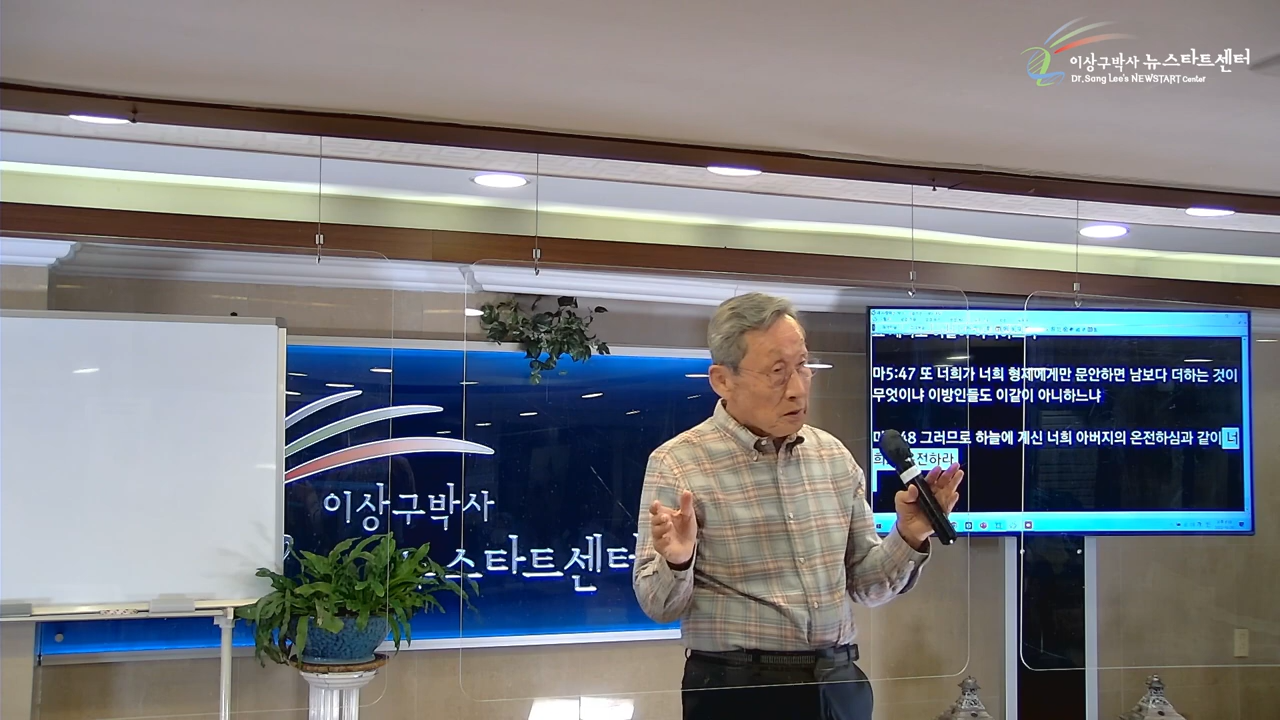 이상구박사 뉴스타트센터
Dr. Sang Lee's NEWSTART Center
마5:47 또 너희가 너희 형제에게만 문안하면 남보다 더하는 것이
무엇이냐 이방인들도 이같이 아니하느냐
그러므로 하늘에 계신 너희 아버지의 온전하심과 같이 너
이상구박사
스타트센터